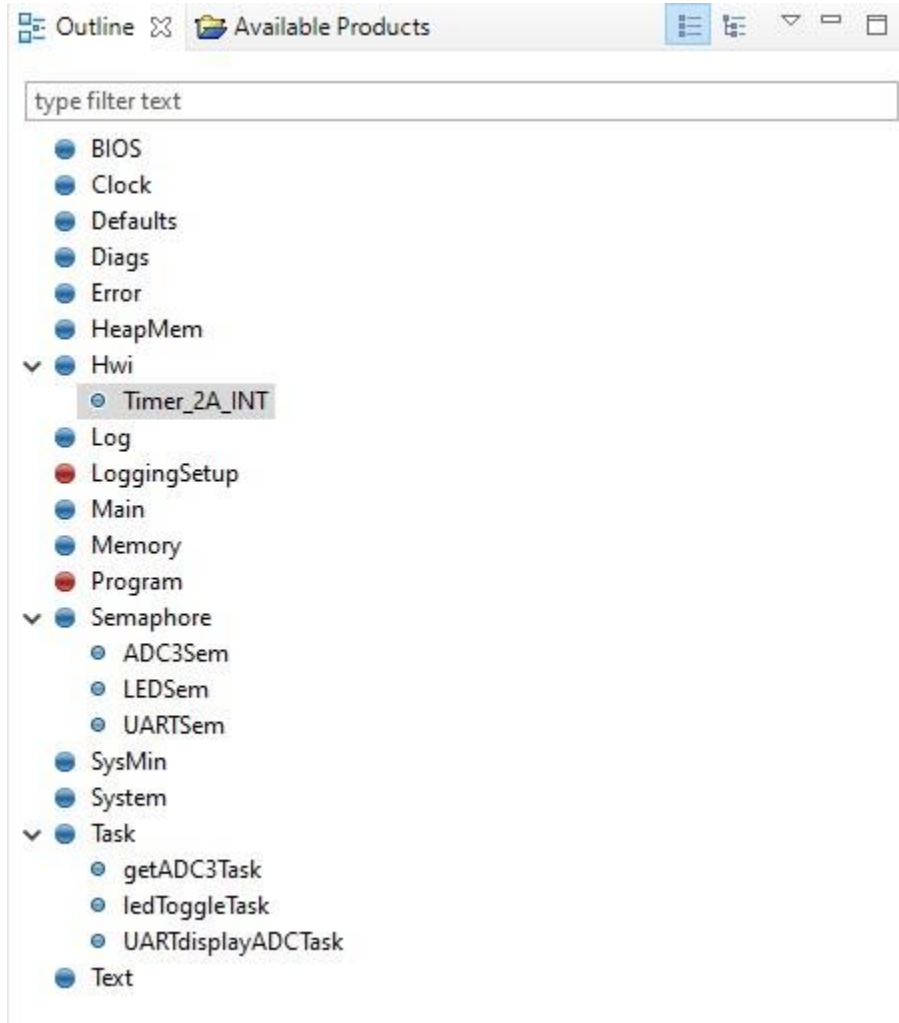 Outline Available Products
type filter text
BIOS
Clock
Defaults
Diags
Error
HeapMem
Hwi
Timer_2A_INT
Log
LoggingSetup
Main
Memory
Program
Semaphore
ADC3Sem
LEDSem
UARTSem
SysMin
System
Task
getADC3Task
ledToggleTask
UARTdisplayADCTask
Text